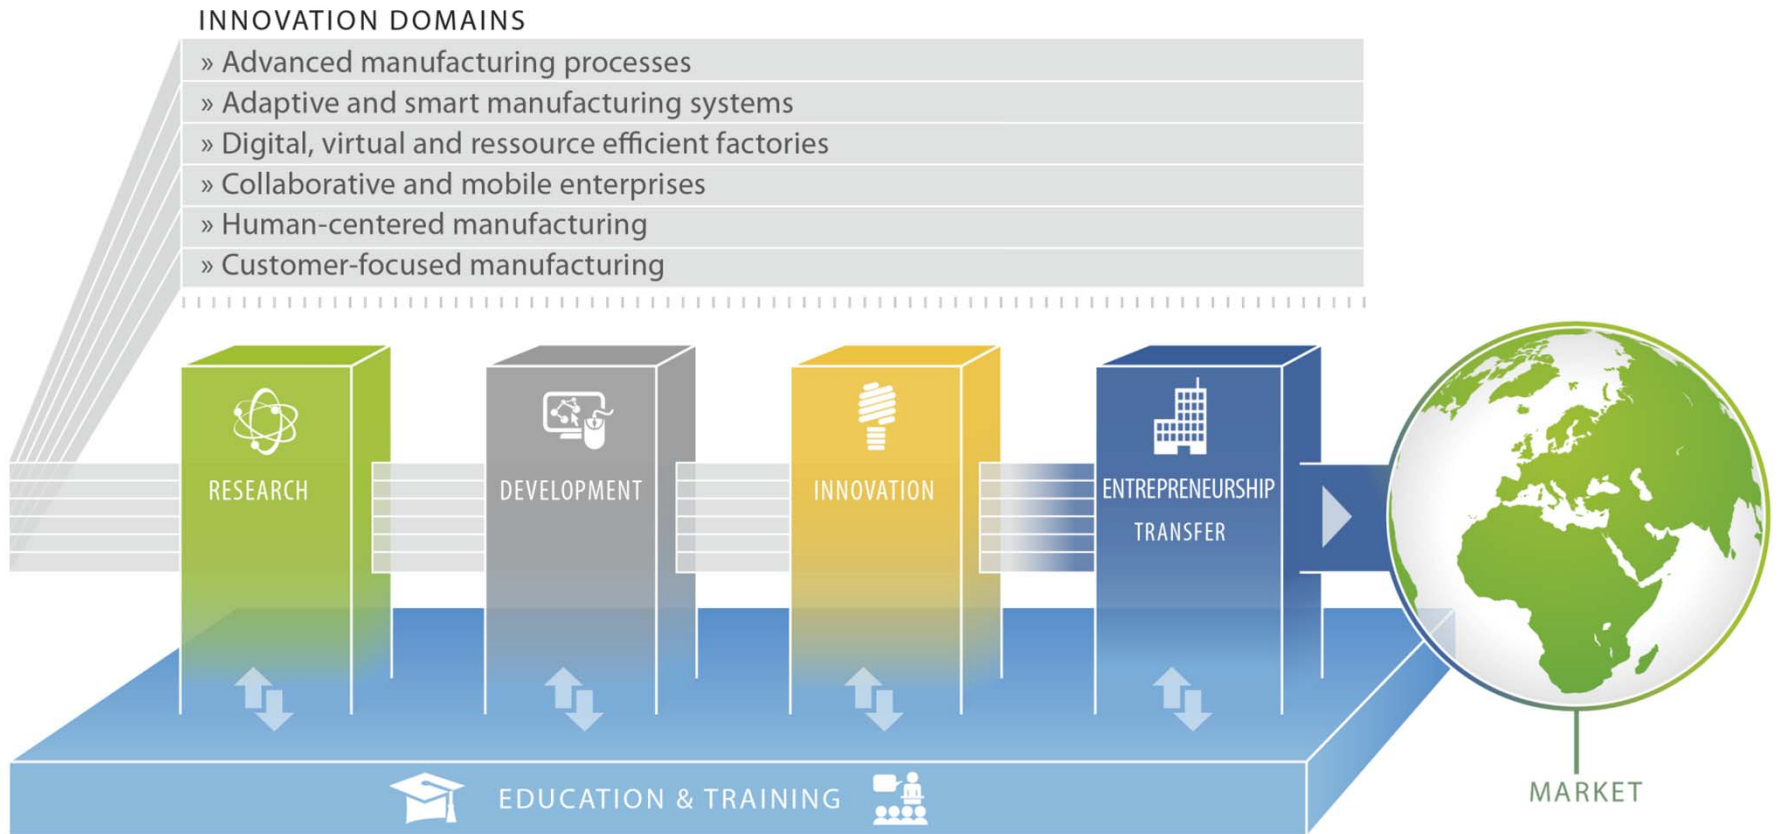 INNOVATION DOMAINS
» Advanced manufacturing processes
» Adaptive and smart manufacturing systems
» Digital, virtual and ressource efficient factories
» Collaborative and mobile enterprises
» Human-centered manufacturing
» Customer-focused manufacturing
RESEARCH
DEVELOPMENT
INNOVATION
ENTREPRENEURSHIP
TRANSFER
EDUCATION & TRAINING
MARKET